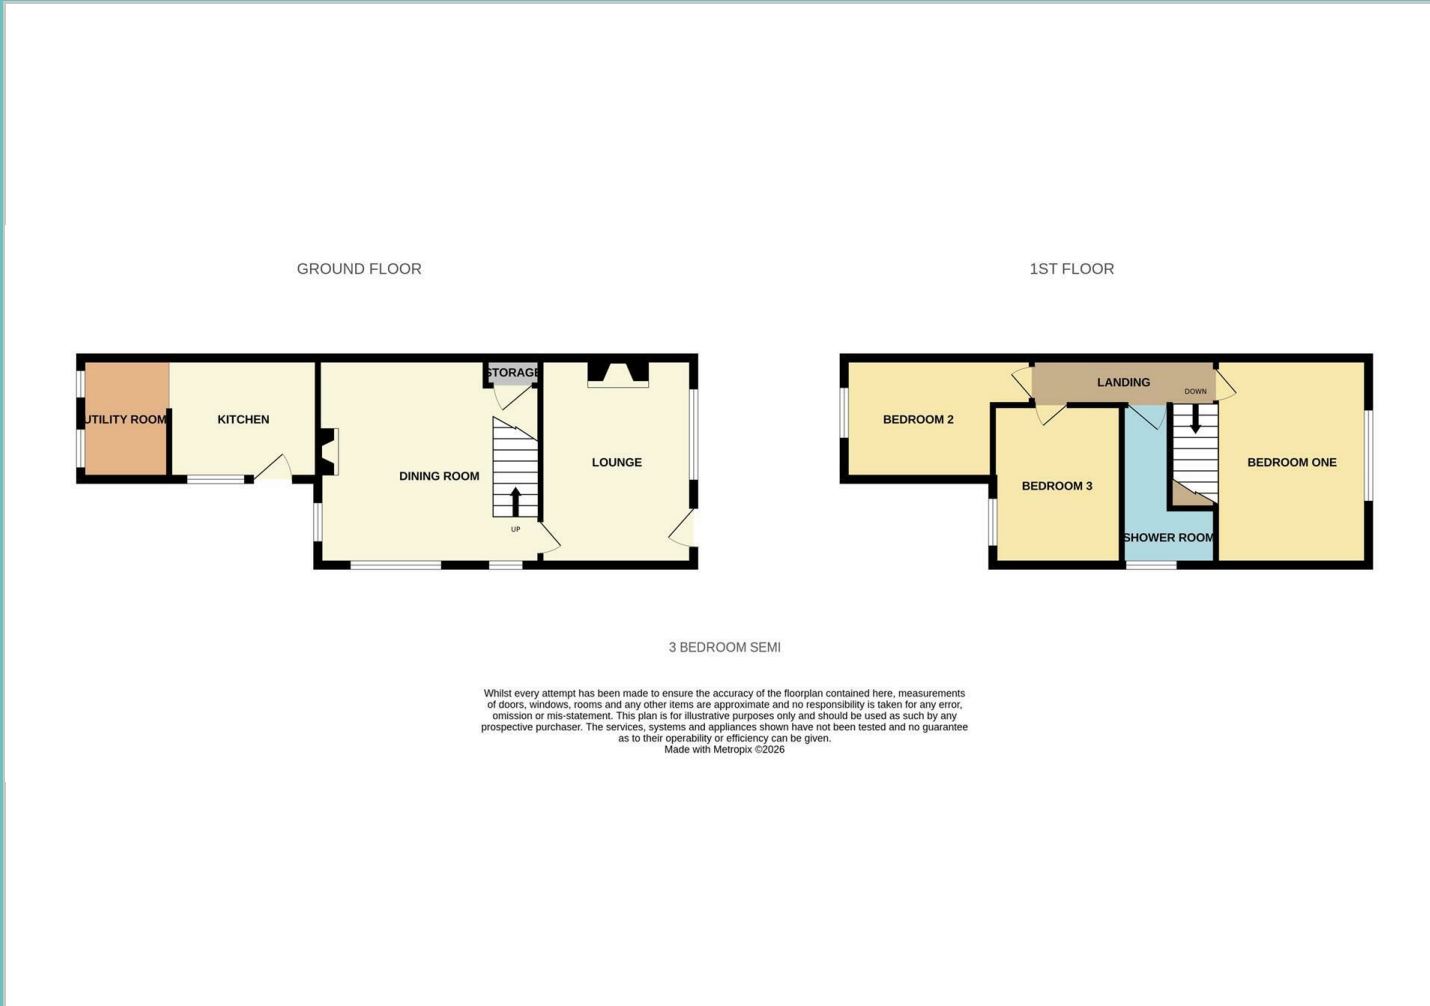 GROUND FLOOR
1ST FLOOR
STORAGE
UTILITY ROOM
KITCHEN
DINING ROOM
LOUNGE
UP
LANDING
DOWN
BEDROOM 2
BEDROOM 3
BEDROOM ONE
SHOWER ROOM
3 BEDROOM SEMI
Whilst every attempt has been made to ensure the accuracy of the floorplan contained here, measurements
of doors, windows, rooms and any other items are approximate and no responsibility is taken for any error,
omission or mis-statement. This plan is for illustrative purposes only and should be used as such by any
prospective purchaser. The services, systems and appliances shown have not been tested and no guarantee
as to their operability or efficiency can be given.
Made with Metropix ©2026